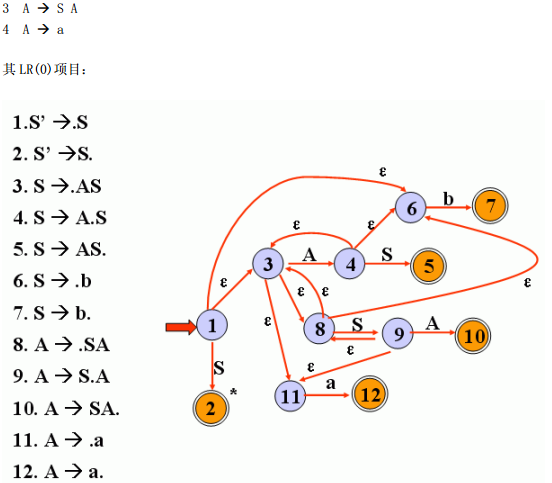 3 A → S A
4 A → a
其LR(0)项目:
1.S' →.S
2. S' →S.
3. S →.AS
4. S → A.S
5. S → AS.
6. S → .b
7. S → b.
8. A → .SA
9. A → S.A
10. A → SA.
11. A → .a
12. A → a.
ε
6 b 7
ε ε
3 A 4 S 5
ε ε ε ε
1 8 S 9 A 10
ε ε
S ε
a
2 * 11 12